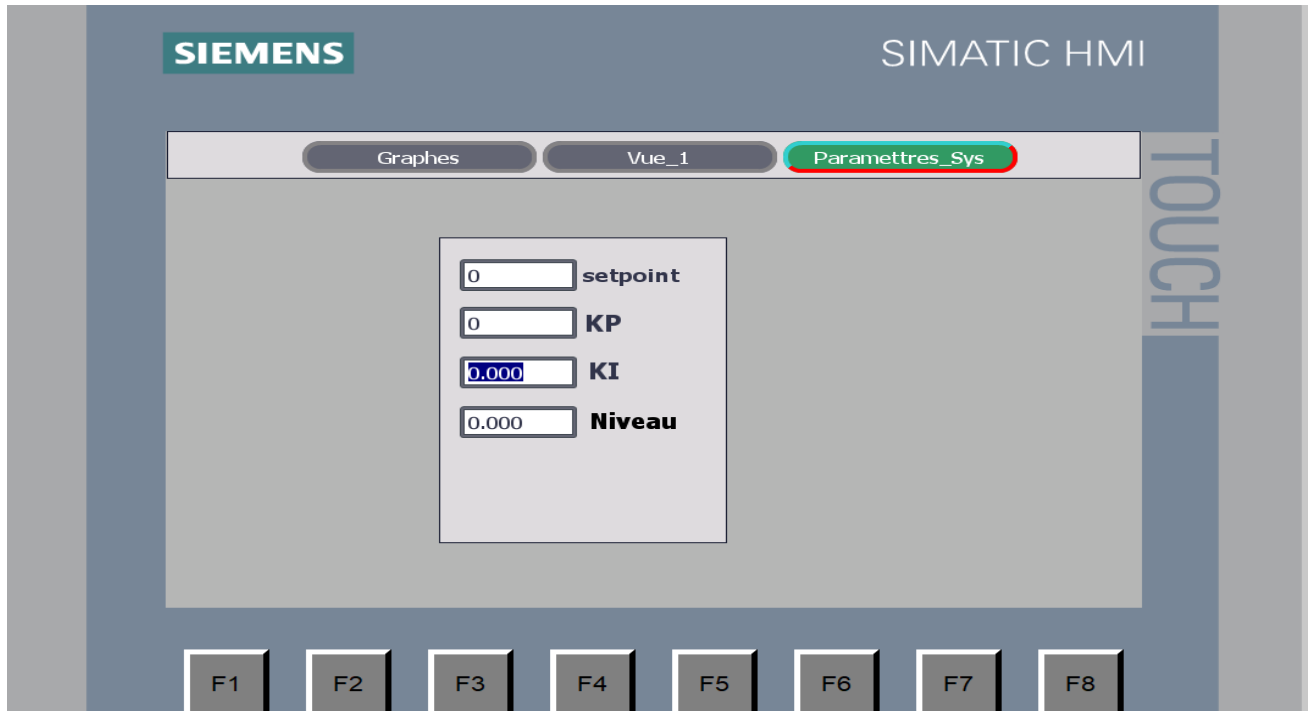 SIEMENS SIMATIC HMI
Graphes Vue_1 Paramettres_Sys
TOUCH
0 setpoint
0 KP
0.000 KI
0.000 Niveau
F1 F2 F3 F4 F5 F6 F7 F8